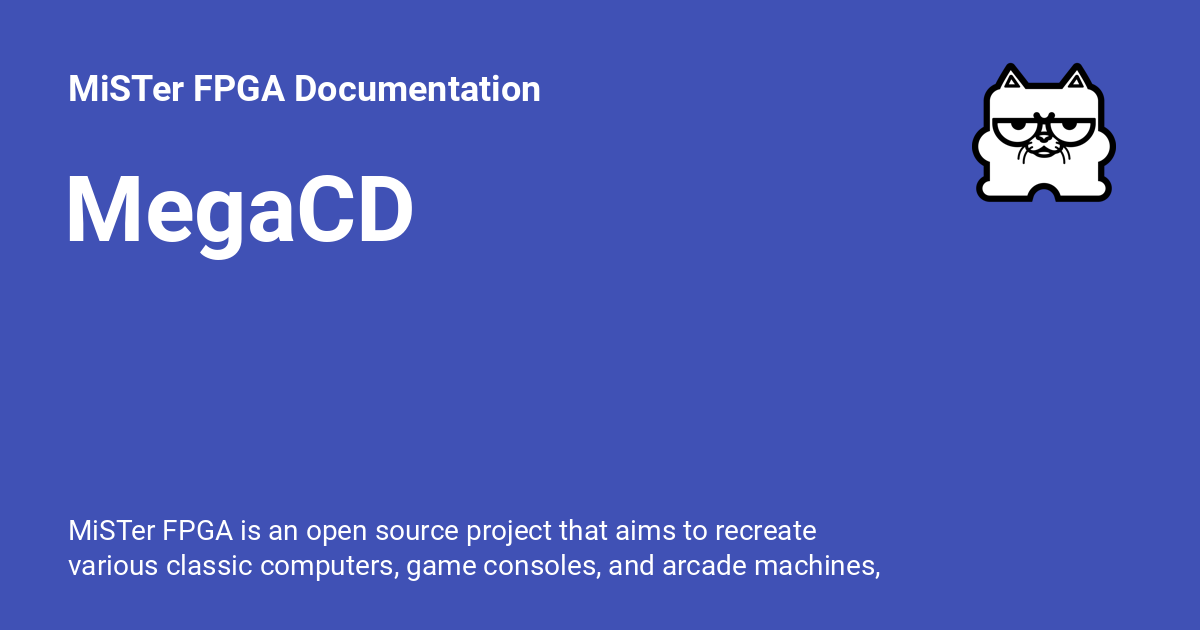 MiSTer FPGA Documentation
MegaCD
MiSTer FPGA is an open source project that aims to recreate
various classic computers, game consoles, and arcade machines,